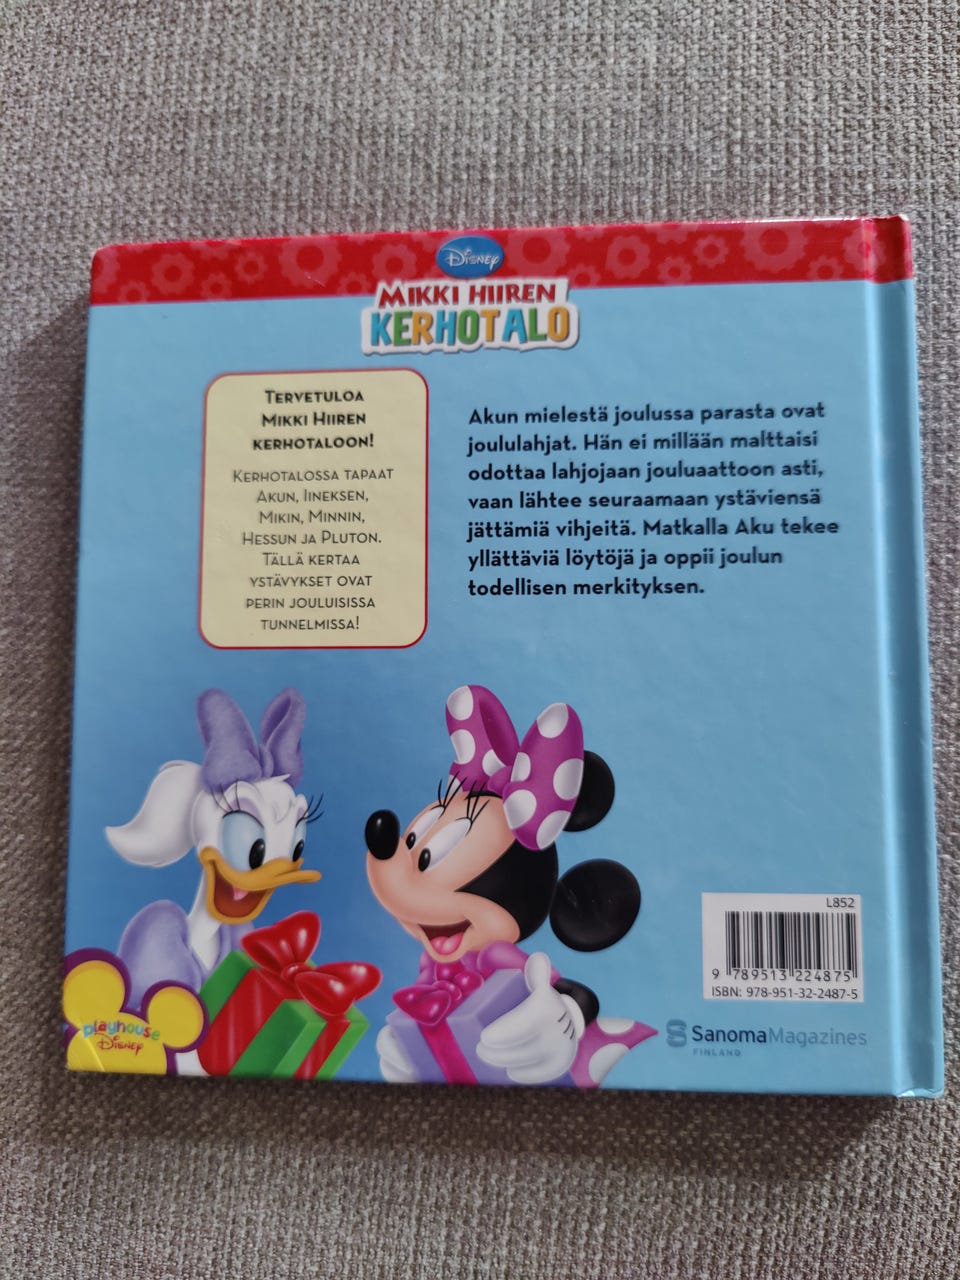 Disney
MIKKI HIIREN
KERHOTALO
TERVETULOA
MIKKI HIIREN
KERHOTALOON!
KERHOTALOSSA TAPAAT
AKUN, IINEKSEN,
MIKIN, MINNIN,
HESSUN JA PLUTON.
TÄLLÄ KERTAA
YSTÄVYKSET OVAT
PERIN JOULUISISSA
TUNNELMISSA!
Akun mielestä joulussa parasta ovat
joululahjat. Hän ei millään malttaisi
odottaa lahjojaan jouluaattoon asti,
vaan lähtee seuraamaan ystäviensä
jättämiä vihjeitä. Matkalla Aku tekee
yllättäviä löytöjä ja oppii joulun
todellisen merkityksen.
playhouse
Disney
L852
9 789513 224875
ISBN: 978-951-32-2487-5
SanomaMagazines
FINLAND